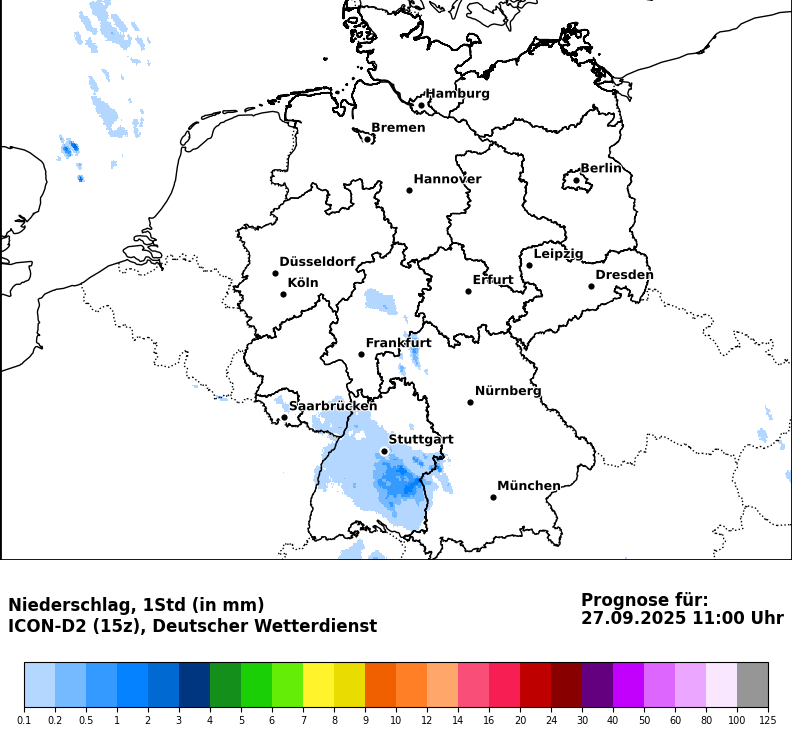 Hamburg
Bremen
Berlin
Hannover
Leipzig
Düsseldorf
Dresden
Köln
Erfurt
Frankfurt
Nürnberg
Saarbrücken
Stuttgart
München
Niederschlag, 1Std (in mm)
ICON-D2 (15z), Deutscher Wetterdienst
Prognose für:
27.09.2025 11:00 Uhr
0.1 0.2 0.5 1 2 3 4 5 6 7 8 9 10 12 14 16 20 24 30 40 50 60 80 100 125